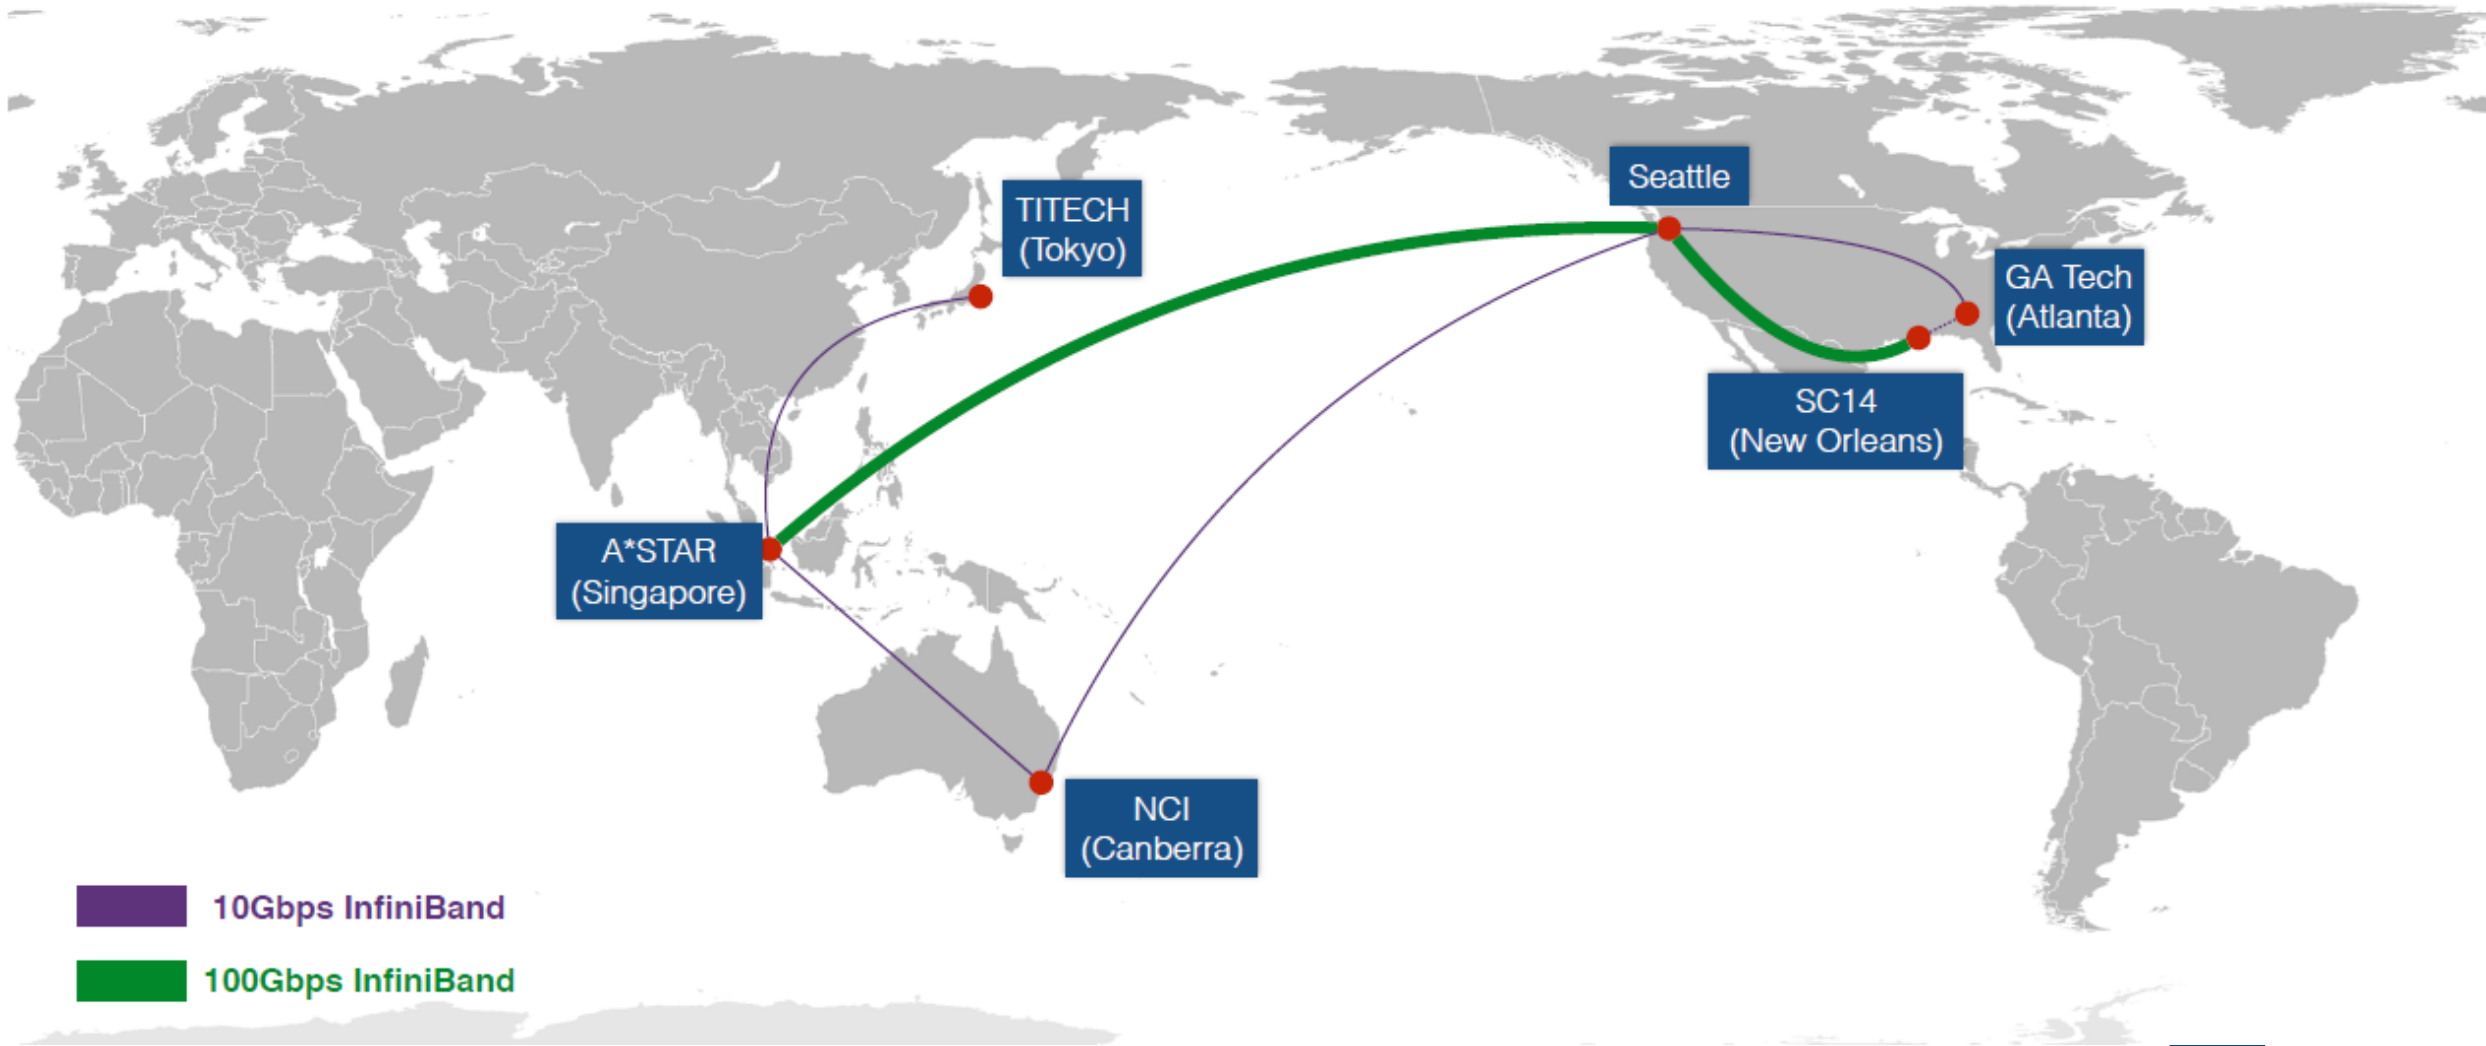 Seattle
TITECH
(Tokyo)
GA Tech
(Atlanta)
SC14
(New Orleans)
A*STAR
(Singapore)
NCI
(Canberra)
10Gbps InfiniBand
100Gbps InfiniBand